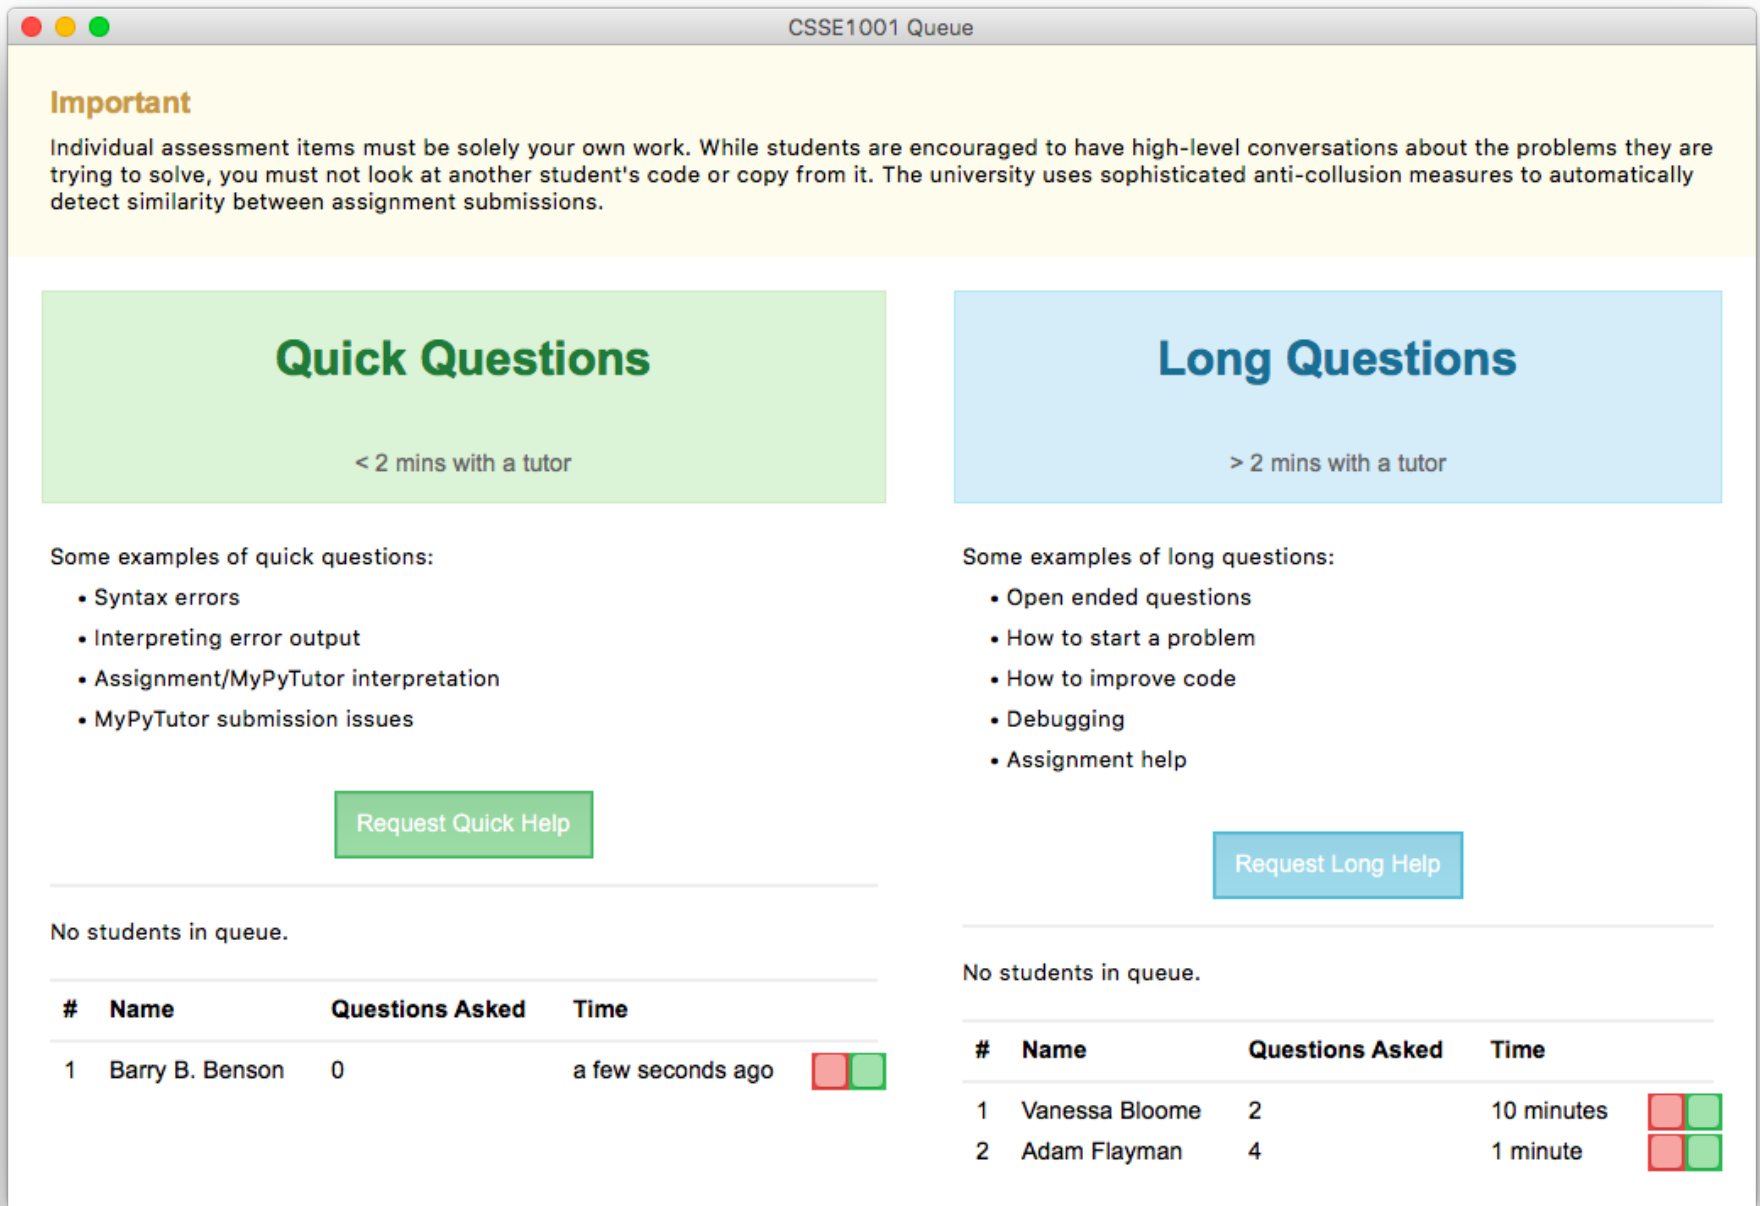 CSSE1001 Queue
Important
Individual assessment items must be solely your own work. While students are encouraged to have high-level conversations about the problems they are
trying to solve, you must not look at another student's code or copy from it. The university uses sophisticated anti-collusion measures to automatically
detect similarity between assignment submissions.
Quick Questions
< 2 mins with a tutor
Some examples of quick questions:
• Syntax errors
• Interpreting error output
• Assignment/MyPyTutor interpretation
• MyPyTutor submission issues
Request Quick Help
No students in queue.
# Name Questions Asked Time
1 Barry B. Benson 0 a few seconds ago
Long Questions
> 2 mins with a tutor
Some examples of long questions:
• Open ended questions
• How to start a problem
• How to improve code
• Debugging
• Assignment help
Request Long Help
No students in queue.
# Name Questions Asked Time
1 Vanessa Bloome 2 10 minutes
2 Adam Flayman 4 1 minute